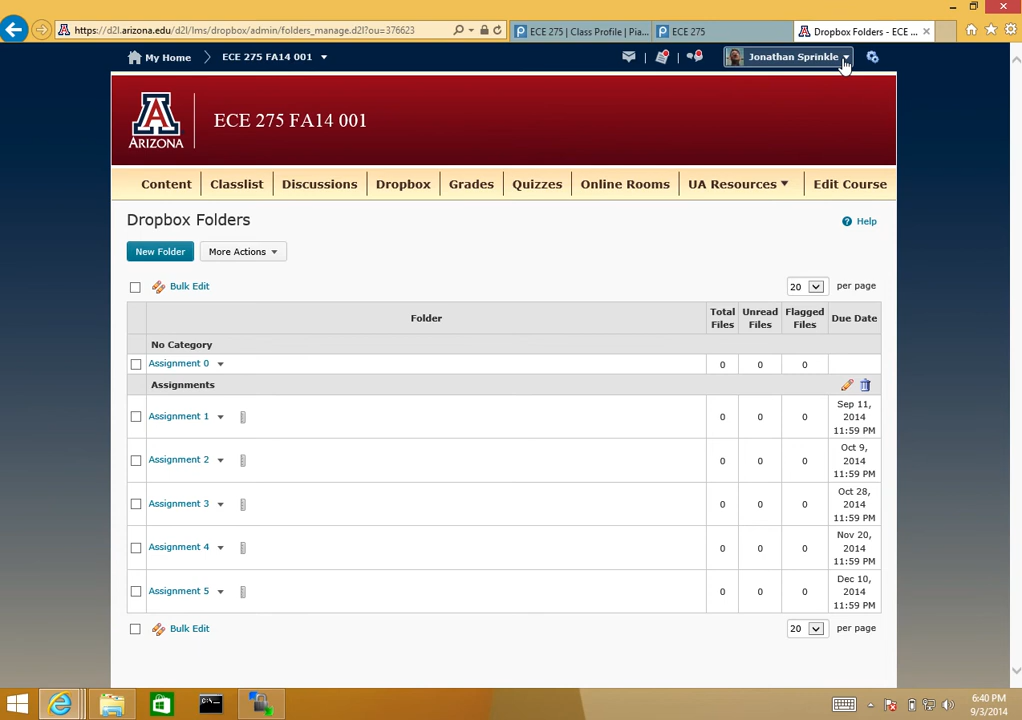 https://d2l.arizona.edu/d2l/lms/dropbox/admin/folders_manage.d2l?ou=376623
ECE 275 | Class Profile | Pia...
ECE 275
Dropbox Folders - ECE ...
My Home
ECE 275 FA14 001
Jonathan Sprinkle
A
ARIZONA
ECE 275 FA14 001
Content
Classlist
Discussions
Dropbox
Grades
Quizzes
Online Rooms
UA Resources
Edit Course
Dropbox Folders
Help
New Folder
More Actions
Bulk Edit
20
per page
Folder
Total Files
Unread Files
Flagged Files
Due Date
No Category
Assignment 0
0
0
0
Assignments
Assignment 1
0
0
0
Sep 11,
2014
11:59 PM
Assignment 2
0
0
0
Oct 9,
2014
11:59 PM
Assignment 3
0
0
0
Oct 28,
2014
11:59 PM
Assignment 4
0
0
0
Nov 20,
2014
11:59 PM
Assignment 5
0
0
0
Dec 10,
2014
11:59 PM
Bulk Edit
20
per page
6:40 PM
9/3/2014